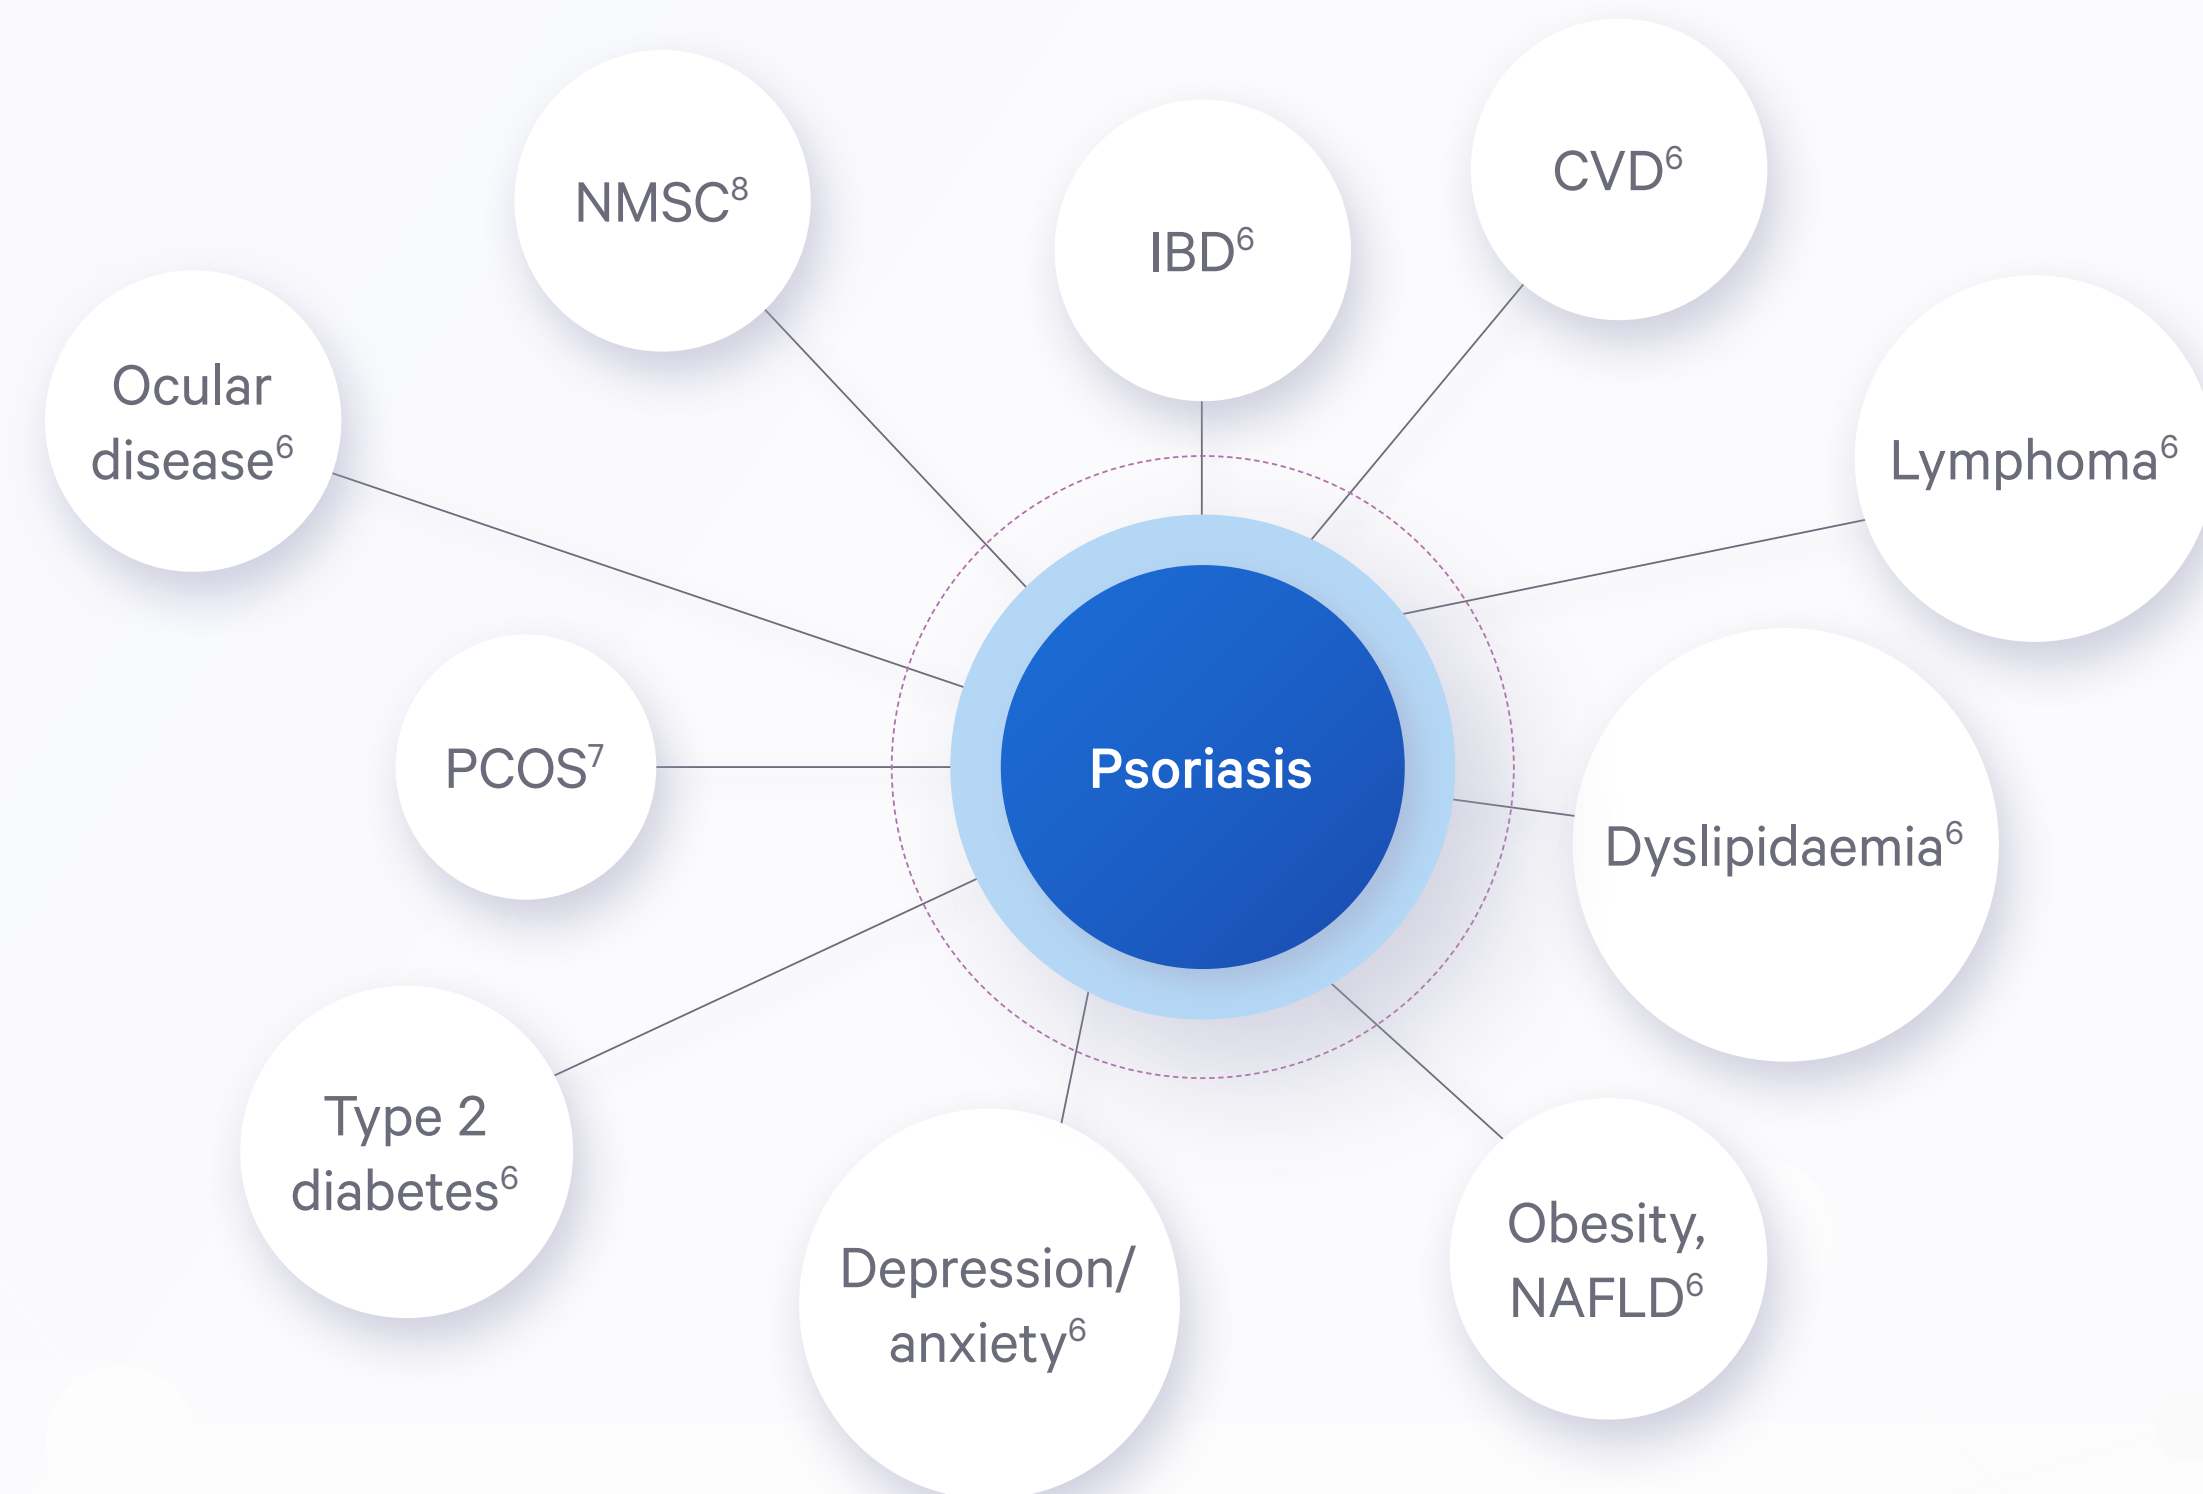 CVD⁶
NMSC⁸
IBD⁶
Ocular
disease⁶
Lymphoma⁶
PCOS⁷
Psoriasis
Dyslipidaemia⁶
Type 2
diabetes⁶
Depression/
anxiety⁶
Obesity,
NAFLD⁶